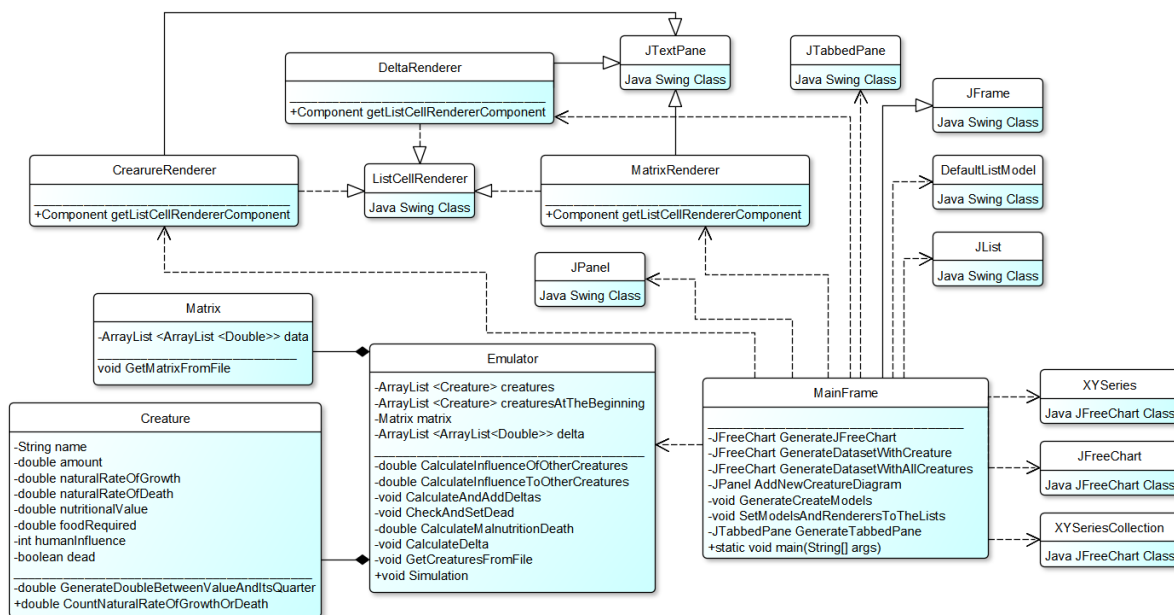 JTextPane
Java Swing Class
JTabbedPane
Java Swing Class
DeltaRenderer
+Component getListCellRendererComponent
JFrame
Java Swing Class
CrearureRenderer
+Component getListCellRendererComponent
ListCellRenderer
Java Swing Class
MatrixRenderer
+Component getListCellRendererComponent
DefaultListModel
Java Swing Class
JList
Java Swing Class
JPanel
Java Swing Class
Matrix
-ArrayList <ArrayList <Double>> data
void GetMatrixFromFile
Emulator
-ArrayList <Creature> creatures
-ArrayList <Creature> creaturesAtTheBeginning
-Matrix matrix
-ArrayList <ArrayList<Double>> delta
-double CalculateInfluenceOfOtherCreatures
-double CalculateInfluenceToOtherCreatures
-void CalculateAndAddDeltas
-void CheckAndSetDead
-double CalculateMalnutritionDeath
-void CalculateDelta
-void GetCreaturesFromFile
+void Simulation
Creature
-String name
-double amount
-double naturalRateOfGrowth
-double naturalRateOfDeath
-double nutritionalValue
-double foodRequired
-int humanInfluence
-boolean dead
-double GenerateDoubleBetweenValueAndItsQuarter
+double CountNaturalRateOfGrowthOrDeath
MainFrame
-JFreeChart GenerateJFreeChart
-JFreeChart GenerateDatasetWithCreature
-JFreeChart GenerateDatasetWithAllCreatures
-JPanel AddNewCreatureDiagram
-void GenerateCreateModels
-void SetModelsAndRenderersToTheLists
-JTabbedPane GenerateTabbedPane
+static void main(String[] args)
XYSeries
Java JFreeChart Class
JFreeChart
Java JFreeChart Class
XYSeriesCollection
Java JFreeChart Class